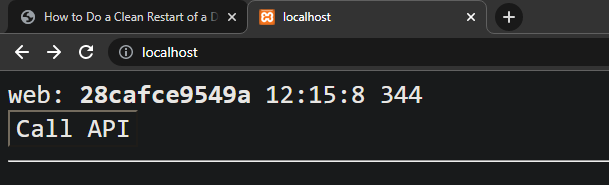 How to Do a Clean Restart of a D
localhost
localhost
web: 28cafce9549a 12:15:8 344
Call API